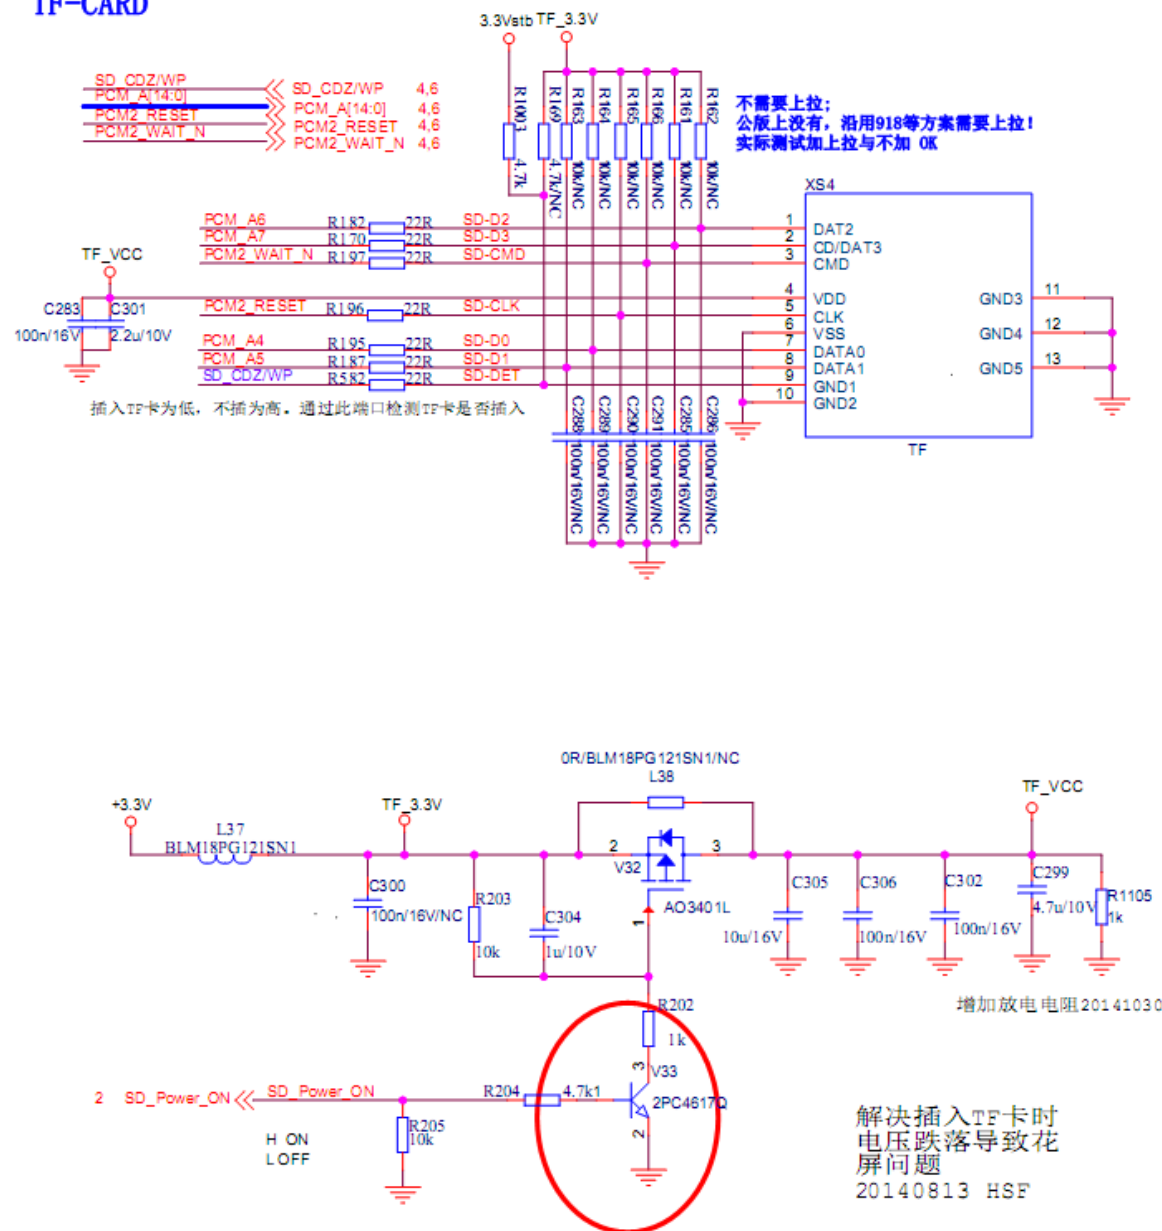 TF-CARD
3.3Vstb TF_3.3V
SD_CDZ/WP SD_CDZ/WP 4,6
PCM_A[14:0] PCM_A[14:0] 4,6
PCM2_RESET PCM2_RESET 4,6
PCM2_WAIT_N PCM2_WAIT_N 4,6
R1003 R169 R163 R164 R165 R166 R161 R162
4.7k 4.7k/NC 10k/NC 10k/NC 10k/NC 10k/NC 10k/NC 10k/NC
不需要上拉;
公版上没有，沿用918等方案需要上拉!
实际测试加上拉与不加 OK
XS4
PCM_A6 R182 22R SD-D2 1 DAT2
PCM_A7 R170 22R SD-D3 2 CD/DAT3
PCM2_WAIT_N R197 22R SD-CMD 3 CMD
TF_VCC
4 VDD GND3 11
C283 C301
100n/16V 2.2u/10V
PCM2_RESET R196 22R SD-CLK 5 CLK
6 VSS GND4 12
PCM_A4 R195 22R SD-D0 7 DATA0
PCM_A5 R187 22R SD-D1 8 DATA1 GND5 13
SD_CDZ/WP R582 22R SD-DET 9 GND1
10 GND2
插入TF卡为低，不插为高。通过此端口检测TF卡是否插入
C288 C289 C290 C291 C285 C286
100n/16V/NC 100n/16V/NC 100n/16V/NC 100n/16V/NC 100n/16V/NC 100n/16V/NC
TF
0R/BLM18PG121SN1/NC
L38
+3.3V TF_3.3V TF_VCC
L37
BLM18PG121SN1
2 V32 3
C300
100n/16V/NC
R203
10k
C304
1u/10V
AO3401L
1
C305
10u/16V
C306
100n/16V
C302
100n/16V
C299
4.7u/10V
R1105
1k
增加放电电阻20141030
R202
1k
3 V33
2 SD_Power_ON SD_Power_ON R204 4.7k 1 2PC4617Q
2
R205
10k
H ON
L OFF
解决插入TF卡时
电压跌落导致花
屏问题
20140813 HSF